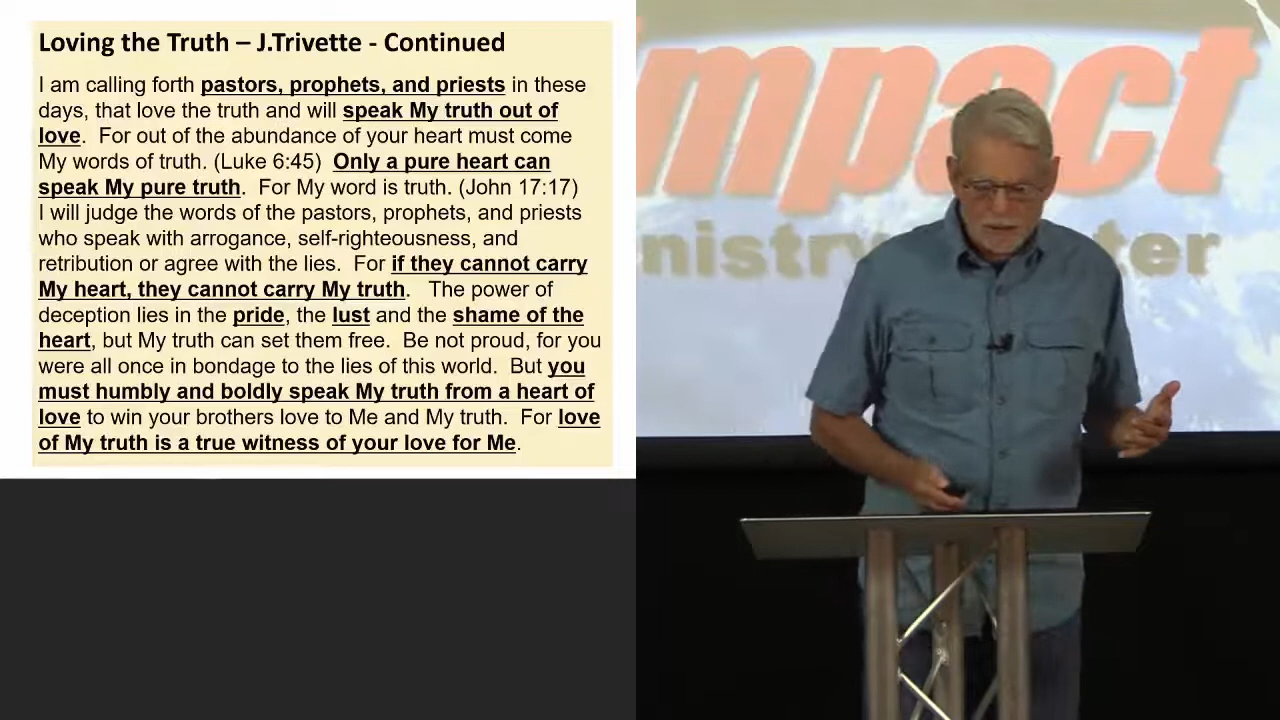 Loving the Truth – J.Trivette - Continued
I am calling forth pastors, prophets, and priests in these
days, that love the truth and will speak My truth out of
love.  For out of the abundance of your heart must come
My words of truth. (Luke 6:45)  Only a pure heart can
speak My pure truth.  For My word is truth. (John 17:17)
I will judge the words of the pastors, prophets, and priests
who speak with arrogance, self-righteousness, and
retribution or agree with the lies.  For if they cannot carry
My heart, they cannot carry My truth.   The power of
deception lies in the pride, the lust and the shame of the
heart, but My truth can set them free.  Be not proud, for you
were all once in bondage to the lies of this world.  But you
must humbly and boldly speak My truth from a heart of
love to win your brothers love to Me and My truth.  For love
of My truth is a true witness of your love for Me.
impact
nistry ter